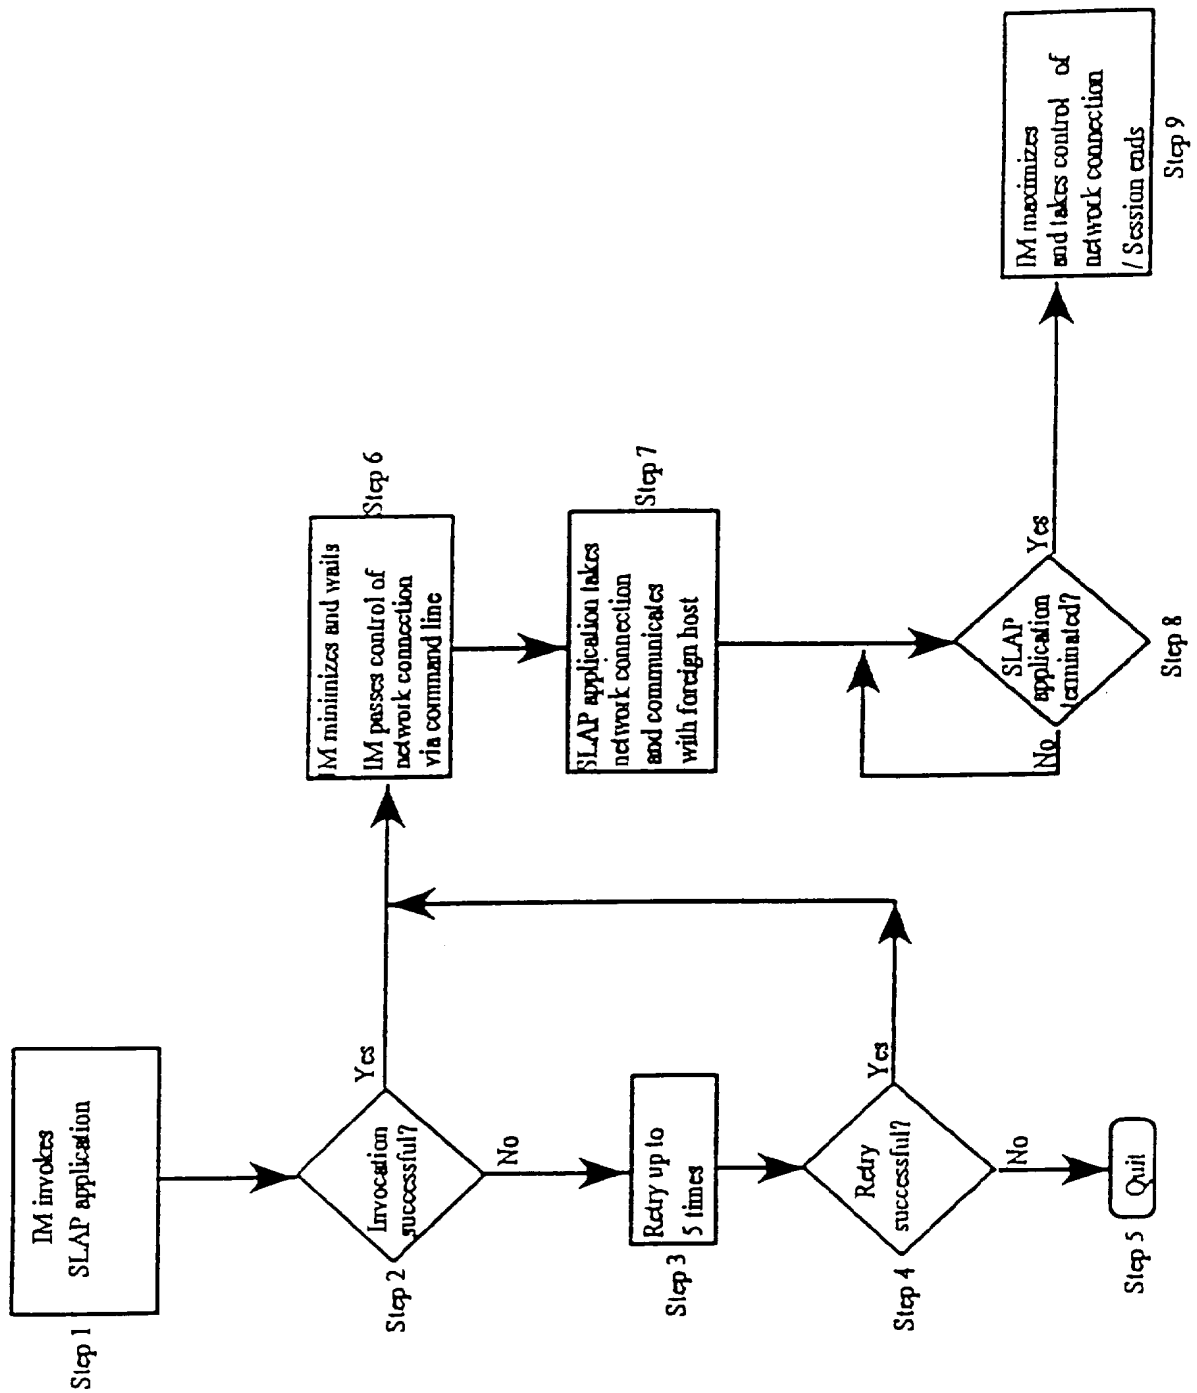 Step 1
IM invokes
SLAP application
Step 2
Invocation
successful?
Yes
No
Step 3
Retry up to
5 times
Step 4
Retry
successful?
Yes
No
Step 5
Quit
IM minimizes and waits
IM passes control of
network connection
via command line
Step 6
SLAP application takes
network connection
and communicates
with foreign host
Step 7
SLAP
application
terminated?
No
Yes
Step 8
IM maximizes
and takes control of
network connection
/ Session ends
Step 9